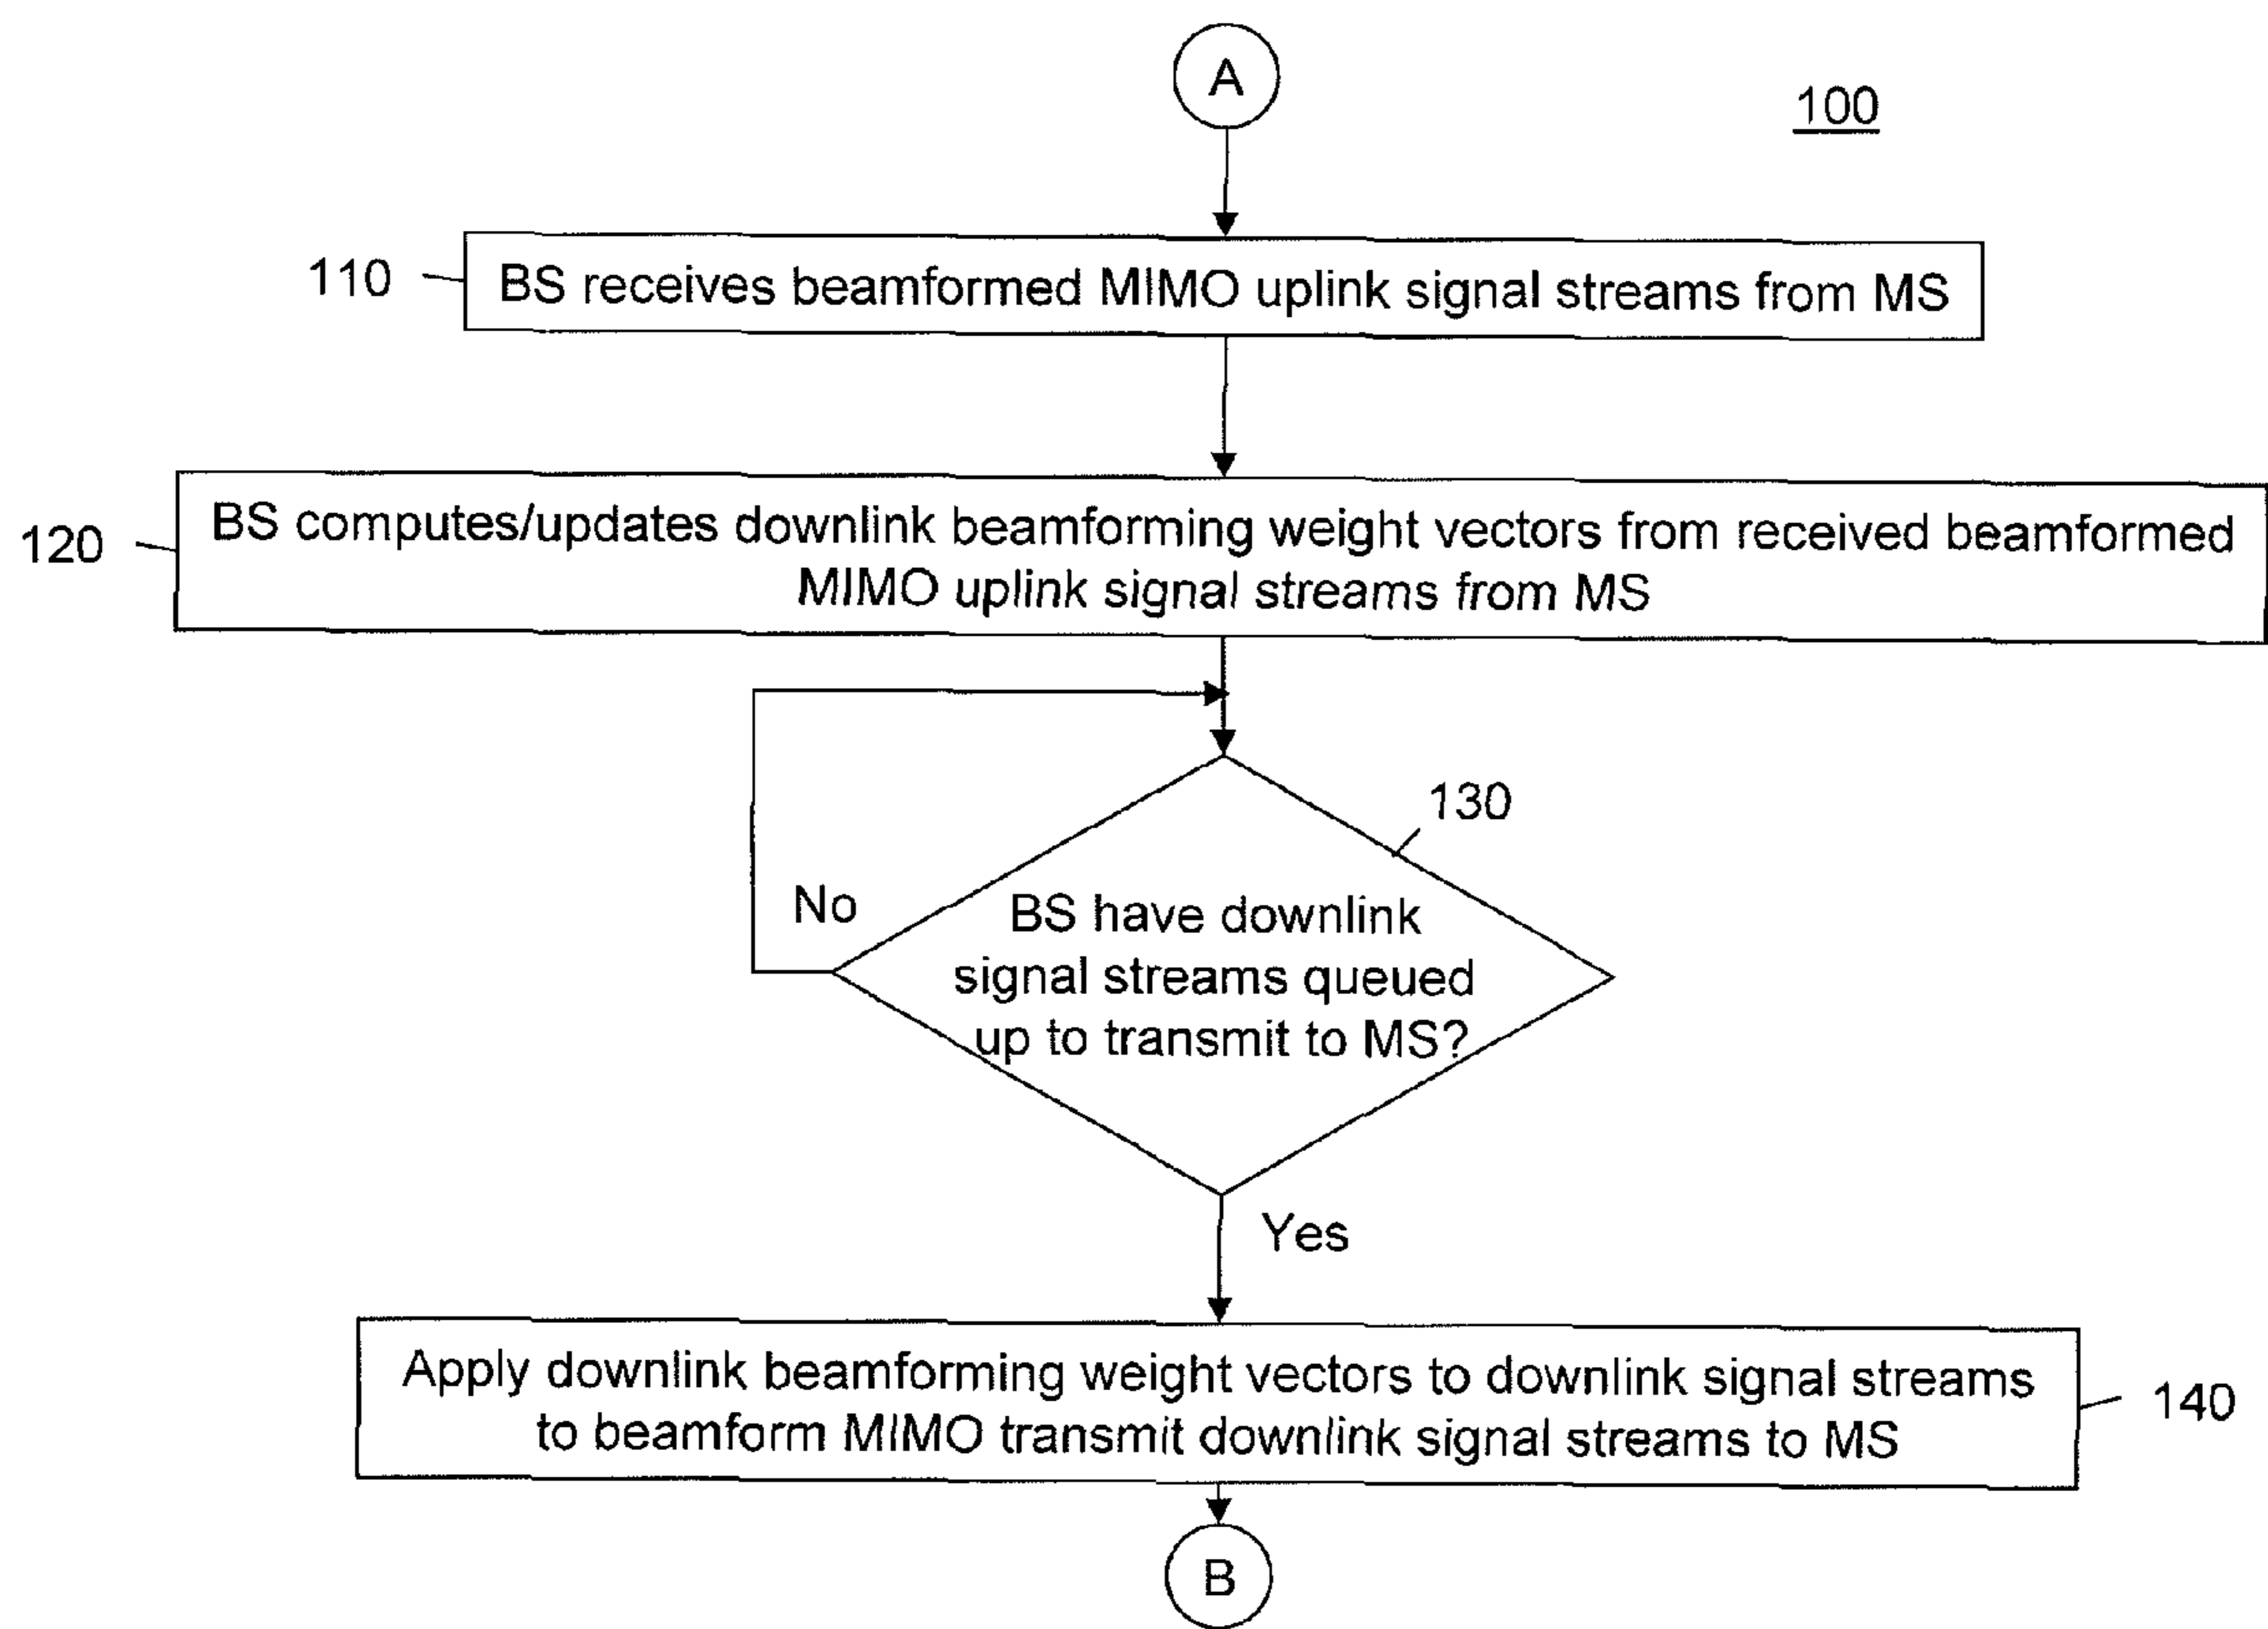 A
100
110
BS receives beamformed MIMO uplink signal streams from MS
120
BS computes/updates downlink beamforming weight vectors from received beamformed
MIMO uplink signal streams from MS
130
No
BS have downlink
signal streams queued
up to transmit to MS?
Yes
Apply downlink beamforming weight vectors to downlink signal streams
to beamform MIMO transmit downlink signal streams to MS
140
B